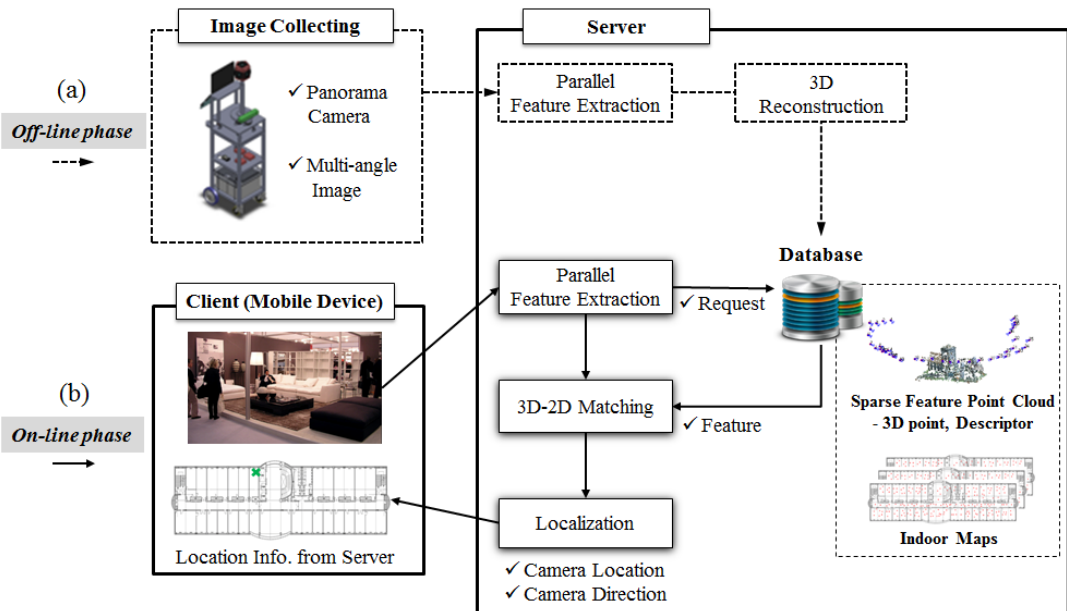 Image Collecting
Server
(a)
Off-line phase
✓ Panorama
Camera
✓ Multi-angle
Image
Parallel
Feature Extraction
3D
Reconstruction
Database
(b)
On-line phase
Client (Mobile Device)
Location Info. from Server
Parallel
Feature Extraction
✓ Request
3D-2D Matching
✓ Feature
Localization
✓ Camera Location
✓ Camera Direction
Sparse Feature Point Cloud
- 3D point, Descriptor
Indoor Maps